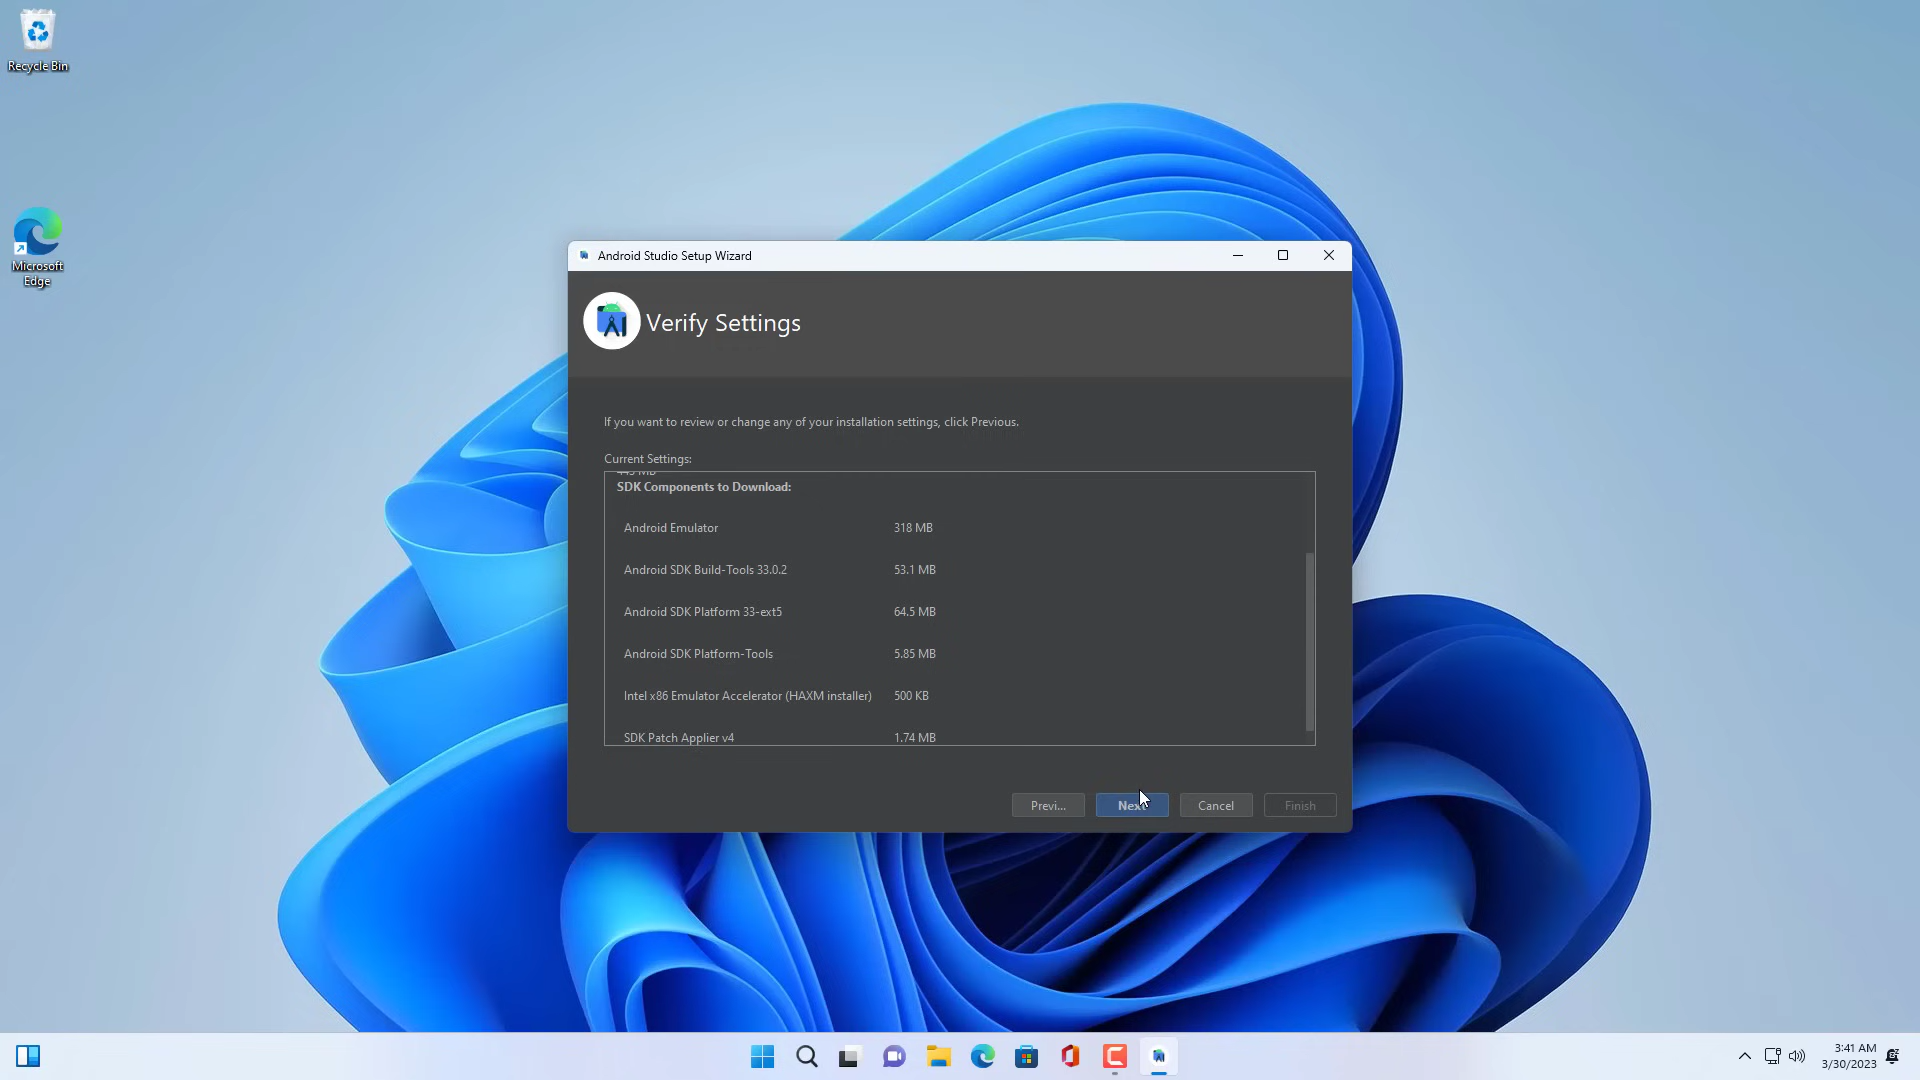 Recycle Bin
Microsoft
Edge
Android Studio Setup Wizard
Verify Settings
If you want to review or change any of your installation settings, click Previous.
Current Settings:
SDK Components to Download:
Android Emulator 318 MB
Android SDK Build-Tools 33.0.2 53.1 MB
Android SDK Platform 33-ext5 64.5 MB
Android SDK Platform-Tools 5.85 MB
Intel x86 Emulator Accelerator (HAXM installer) 500 KB
SDK Patch Applier v4 1.74 MB
Previ... Next Cancel Finish
3:41 AM
3/30/2023